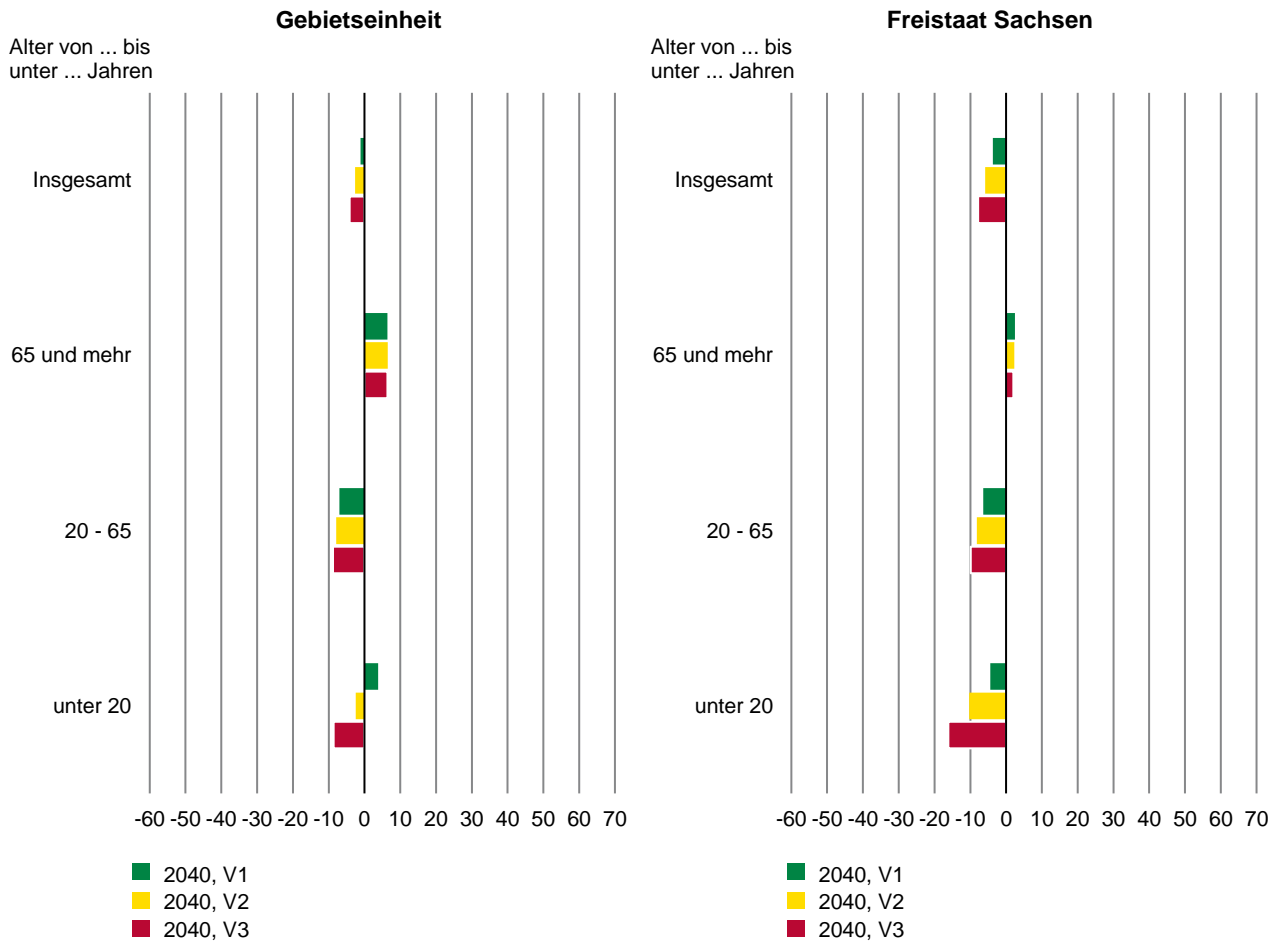 Gebietseinheit
Alter von ... bis
unter ... Jahren
Insgesamt
65 und mehr
20 - 65
unter 20
-60 -50 -40 -30 -20 -10 0 10 20 30 40 50 60 70
2040, V1
2040, V2
2040, V3
Freistaat Sachsen
Alter von ... bis
unter ... Jahren
Insgesamt
65 und mehr
20 - 65
unter 20
-60 -50 -40 -30 -20 -10 0 10 20 30 40 50 60 70
2040, V1
2040, V2
2040, V3